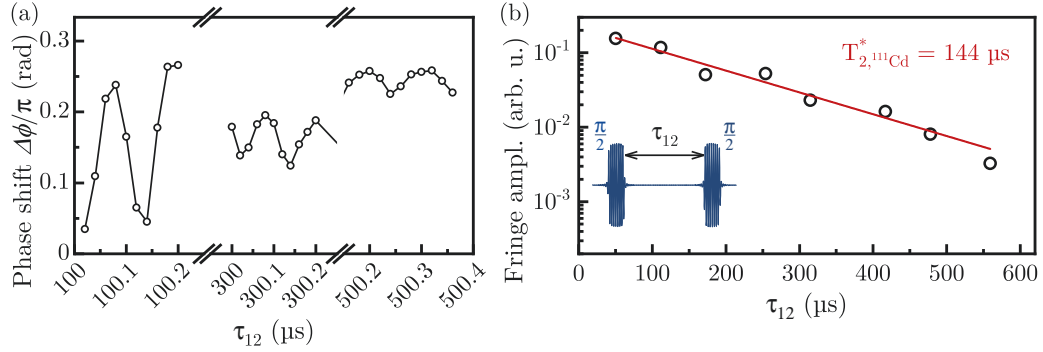 (a)
Phase shift Δϕ/π (rad)
0.3
0.2
0.1
0
100
100.1
100.2
300
300.1
300.2
500.2
500.3
500.4
τ12 (µs)
(b)
Fringe ampl. (arb. u.)
10⁻¹
10⁻²
10⁻³
T*2,¹¹¹Cd = 144 µs
π/2
τ12
π/2
0
100
200
300
400
500
600
τ12 (µs)